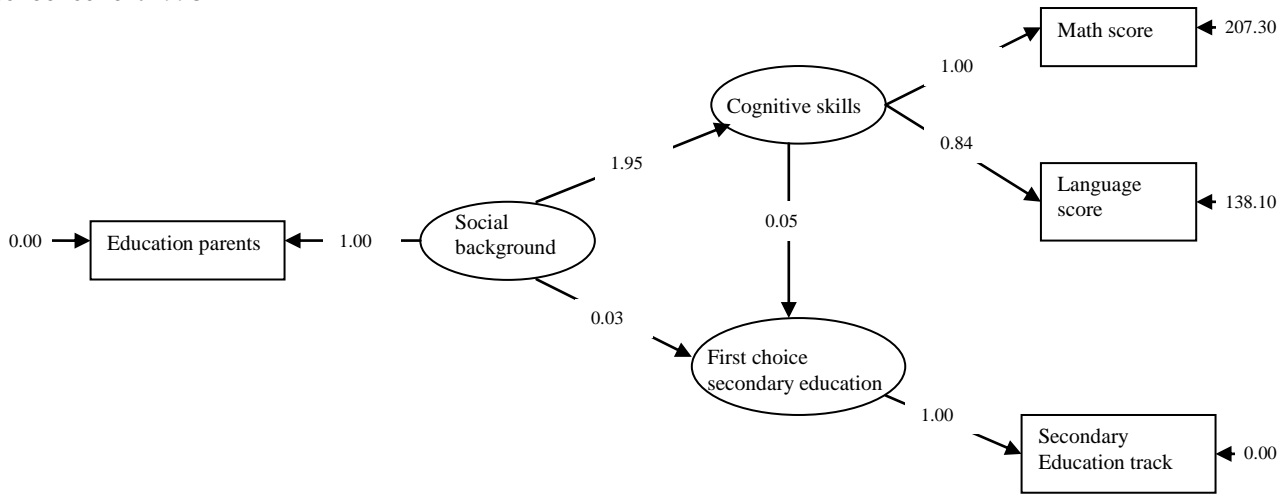 Math score
207.30
1.00
Cognitive skills
0.84
1.95
Language
score
138.10
0.05
Social
background
0.00
Education parents
1.00
0.03
First choice
secondary education
1.00
Secondary
Education track
0.00